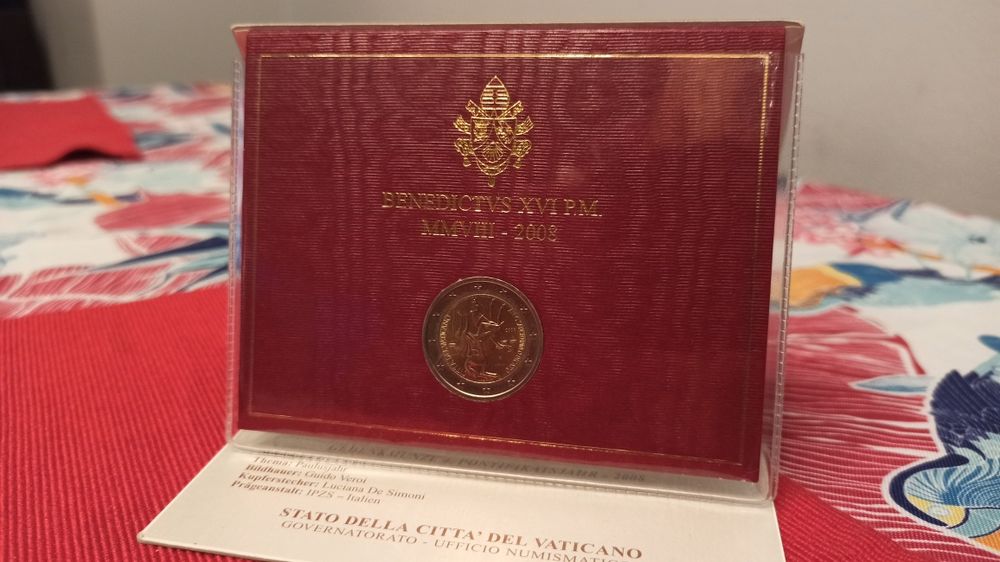 BENEDICTVS XVI P.M.
MMVIII - 2008
Thema: Paulusjahr
Bildhauer: Guido Veroi
Kupferstecher: Luciana De Simoni
Prägeanstalt: IPZS – Italien
STATO DELLA CITTA' DEL VATICANO
GOVERNATORATO - UFFICIO NUMISMATICO